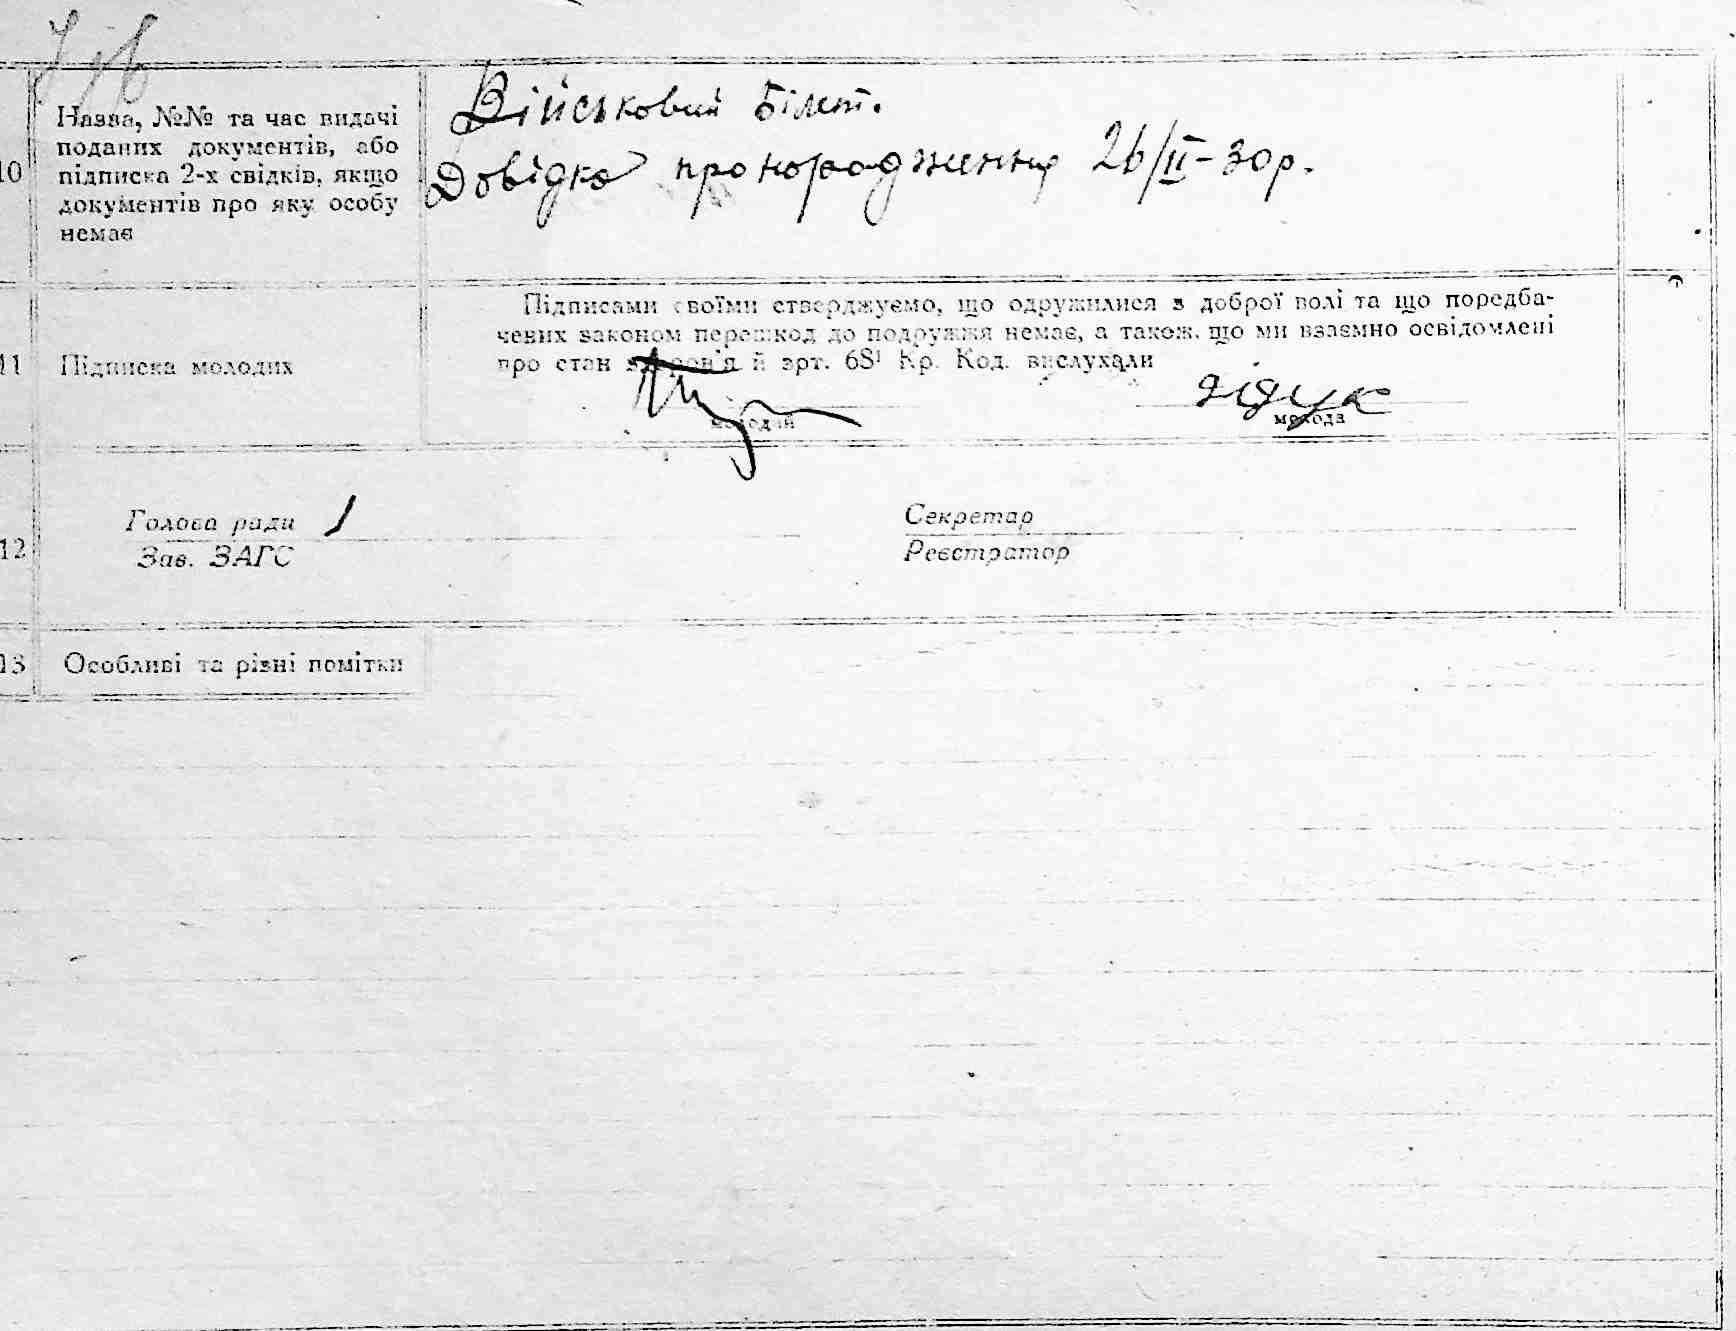 10
Назва, №№ та час видачі
поданих документів, або
підписка 2-х свідків, якщо
документів про яку особу
немає
Військовий білет.
Довідка про народження 26/II-30р.
11
Підписка молодих
Підписами своїми стверджуємо, що одружилися з доброї волі та що передба-
чених законом перешкод до подружжя немає, а також, що ми взаємно освідомлені
про стан здоров'я й арт. 68¹ Кр. Код. вислухали
молодий
молода
12
Голова ради
Зав. ЗАГС
Секретар
Реєстратор
13
Особливі та різні помітки